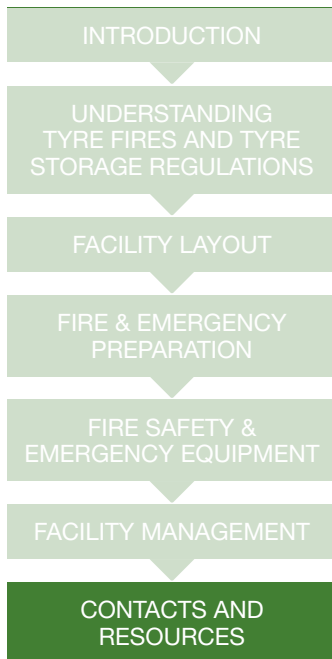 INTRODUCTION
UNDERSTANDING
TYRE FIRES AND TYRE
STORAGE REGULATIONS
FACILITY LAYOUT
FIRE & EMERGENCY
PREPARATION
FIRE SAFETY &
EMERGENCY EQUIPMENT
FACILITY MANAGEMENT
CONTACTS AND
RESOURCES